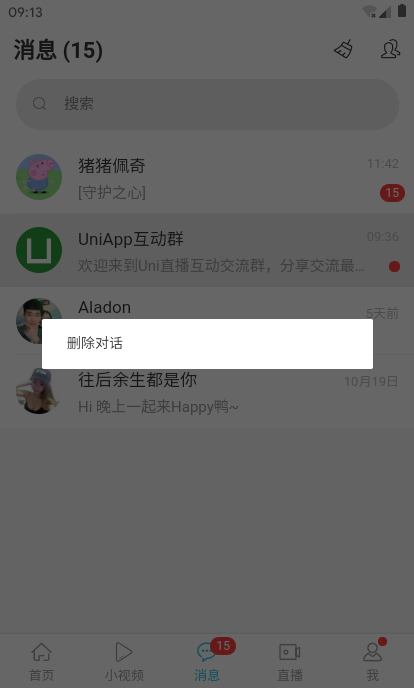 09:13
消息 (15)
搜索
猪猪佩奇
11:42
[守护之心]
15
UniApp互动群
09:36
欢迎来到Uni直播互动交流群，分享交流最...
Aladon
5天前
删除对话
往后余生都是你
10月19日
Hi 晚上一起来Happy鸭~
15
首页
小视频
消息
直播
我